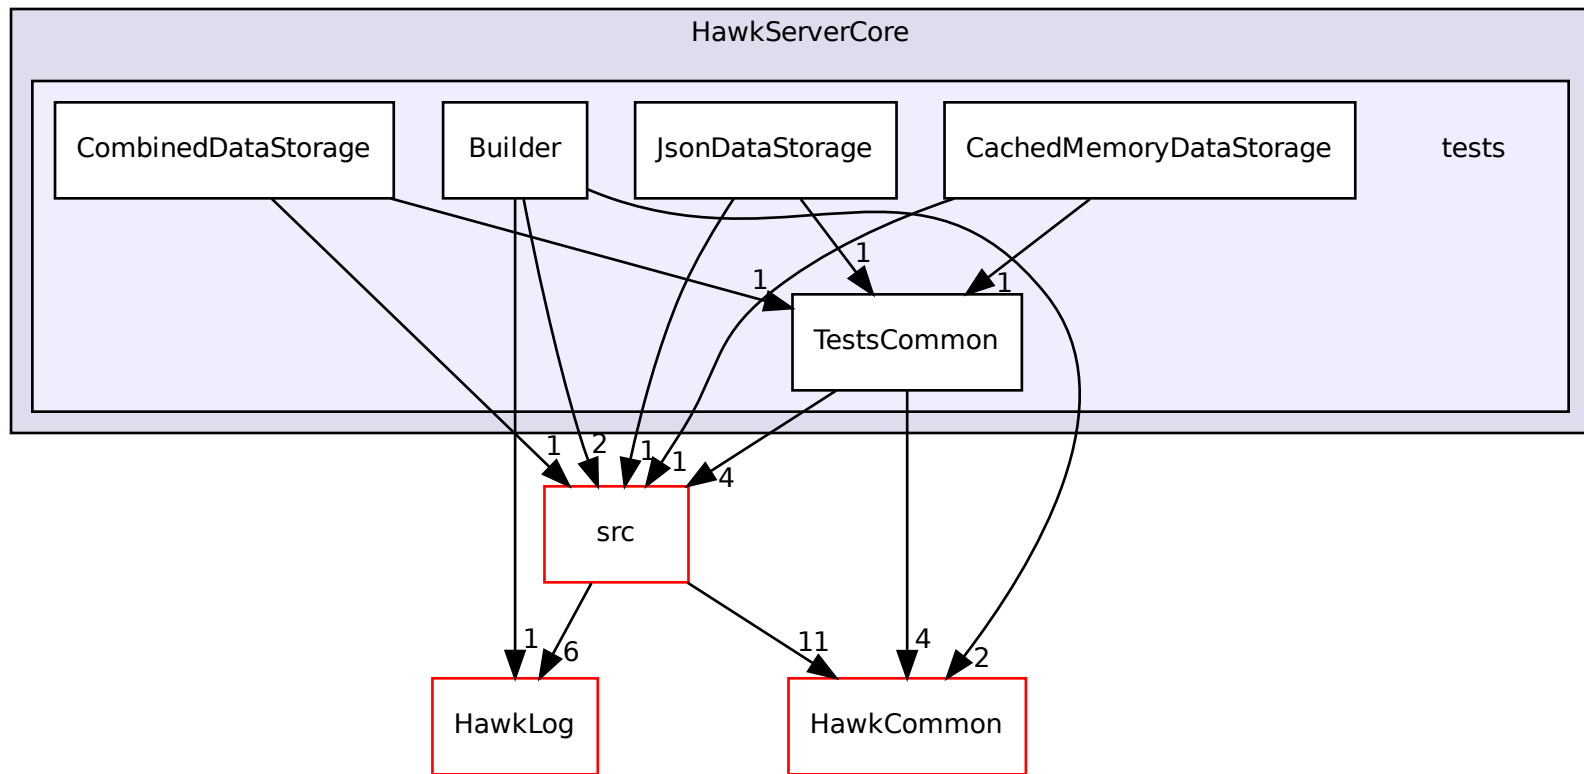 HawkServerCore
CombinedDataStorage
Builder
JsonDataStorage
CachedMemoryDataStorage
tests
1
1
1
TestsCommon
1
2
1
1
4
src
1
6
11
4
2
HawkLog
HawkCommon